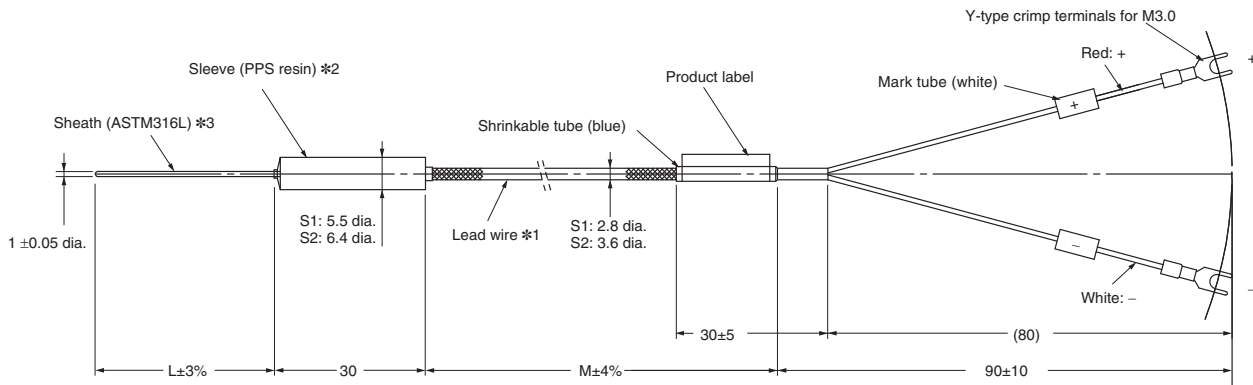 Y-type crimp terminals for M3.0
Red: +
+
Sleeve (PPS resin) *2
Product label
Mark tube (white)
Sheath (ASTM316L) *3
Shrinkable tube (blue)
+
1 ±0.05 dia.
S1: 5.5 dia.
S2: 6.4 dia.
Lead wire *1
S1: 2.8 dia.
S2: 3.6 dia.
−
White: −
−
30±5
(80)
L±3%
30
M±4%
90±10